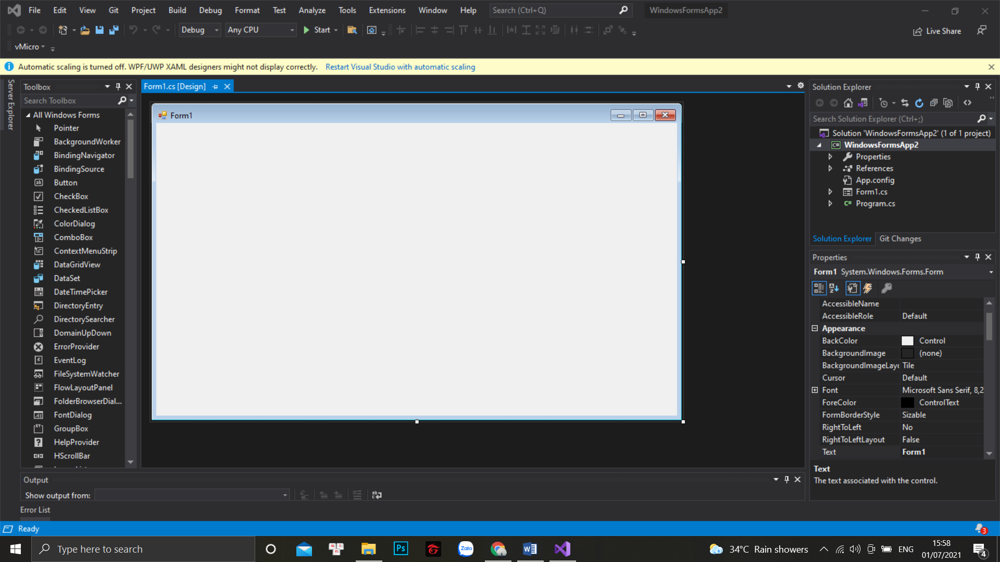 File Edit View Git Project Build Debug Format Test Analyze Tools Extensions Window Help Search (Ctrl+Q) WindowsFormsApp2
Debug Any CPU Start Live Share
vMicro
Automatic scaling is turned off. WPF/UWP XAML designers might not display correctly. Restart Visual Studio with automatic scaling
Server Explorer
Toolbox
Search Toolbox
All Windows Forms
Pointer
BackgroundWorker
BindingNavigator
BindingSource
Button
CheckBox
CheckedListBox
ColorDialog
ComboBox
ContextMenuStrip
DataGridView
DataSet
DateTimePicker
DirectoryEntry
DirectorySearcher
DomainUpDown
ErrorProvider
EventLog
FileSystemWatcher
FlowLayoutPanel
FolderBrowserDial...
FontDialog
GroupBox
HelpProvider
HScrollBar
Form1.cs [Design]
Form1
Solution Explorer
Search Solution Explorer (Ctrl+;)
Solution 'WindowsFormsApp2' (1 of 1 project)
C# WindowsFormsApp2
Properties
References
App.config
Form1.cs
C# Program.cs
Solution Explorer Git Changes
Properties
Form1 System.Windows.Forms.Form
AccessibleName
AccessibleRole Default
Appearance
BackColor Control
BackgroundImage (none)
BackgroundImageLayo Tile
Cursor Default
Font Microsoft Sans Serif, 8,2
ForeColor ControlText
FormBorderStyle Sizable
RightToLeft No
RightToLeftLayout False
Text Form1
Text
The text associated with the control.
Output
Show output from:
Error List
Ready
3
Type here to search
Ps
Zalo
W
34°C Rain showers
ENG
15:58
01/07/2021
4